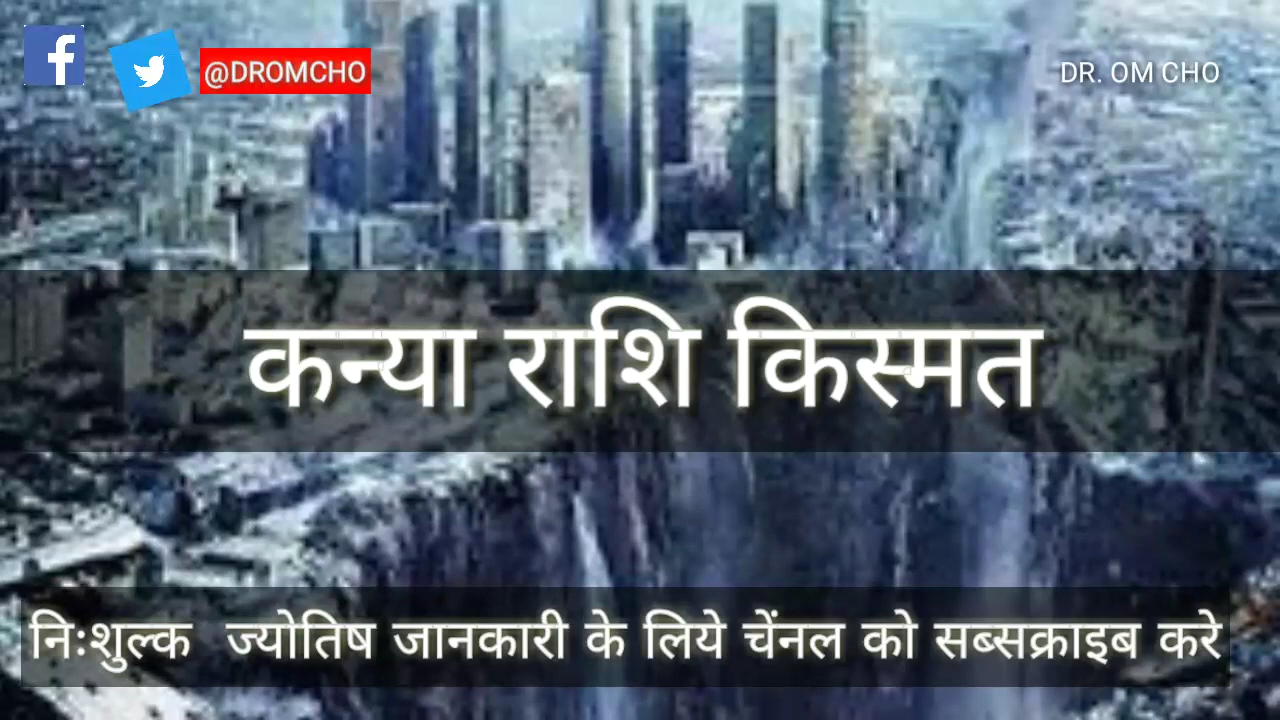 @DROMCHO
DR. OM CHO
कन्या राशि किस्मत
निःशुल्क ज्योतिष जानकारी के लिये चेंनल को सब्सक्राइब करे